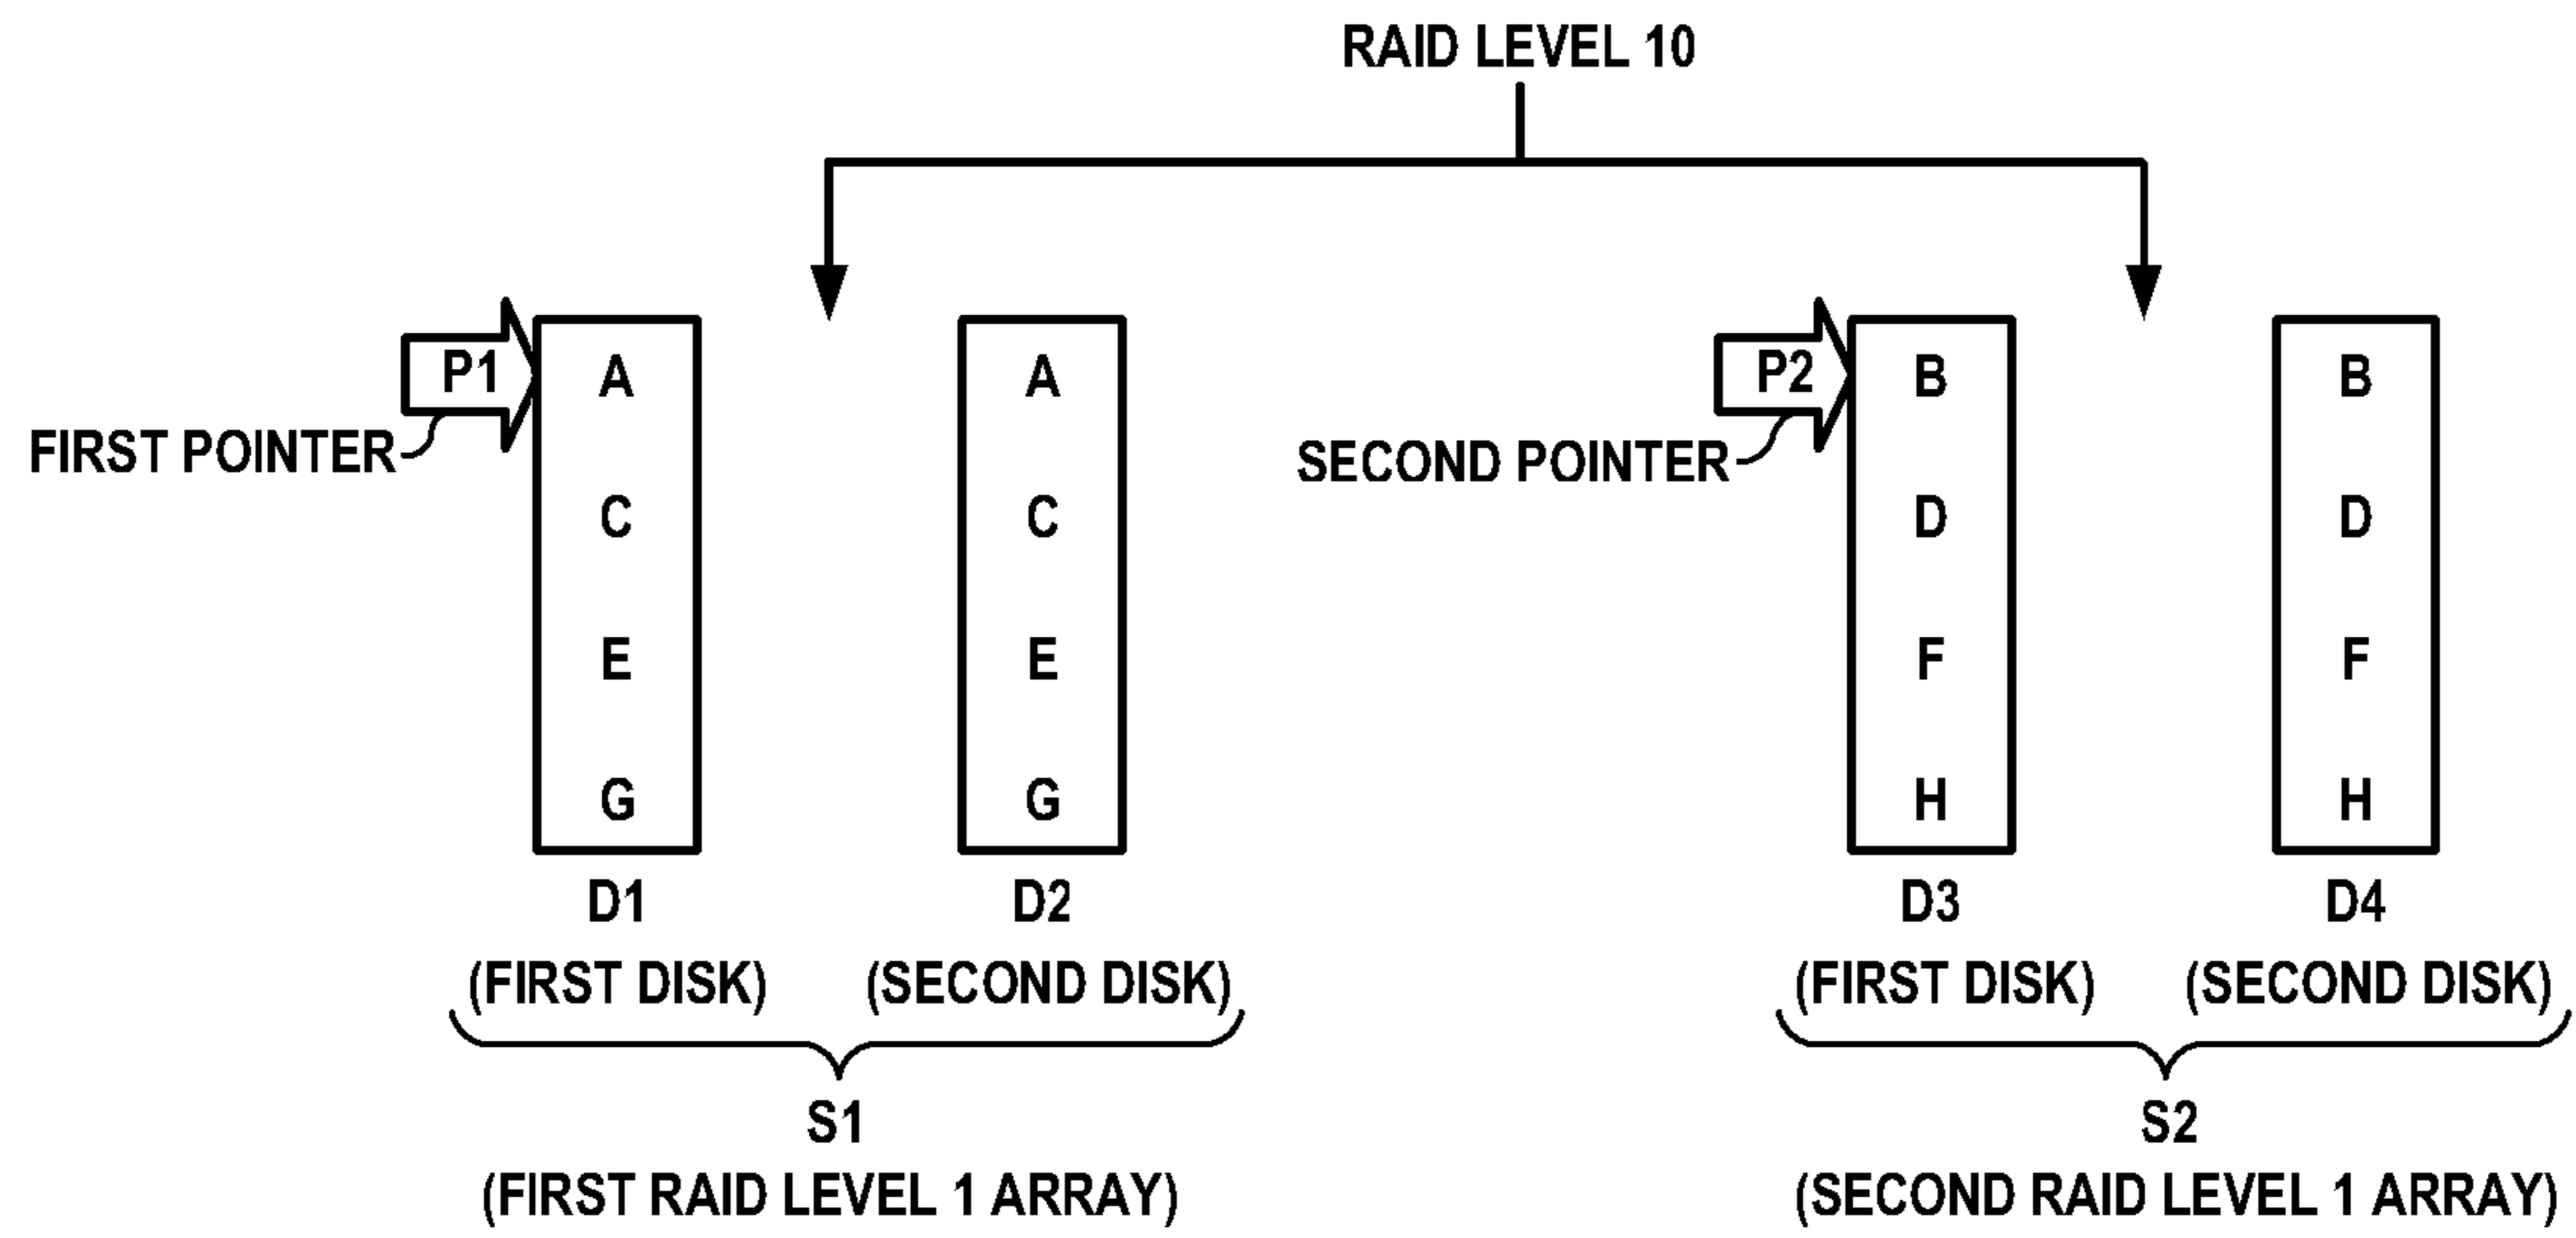 RAID LEVEL 10
P1
FIRST POINTER
A
C
E
G
D1
(FIRST DISK)
A
C
E
G
D2
(SECOND DISK)
S1
(FIRST RAID LEVEL 1 ARRAY)
P2
SECOND POINTER
B
D
F
H
D3
(FIRST DISK)
B
D
F
H
D4
(SECOND DISK)
S2
(SECOND RAID LEVEL 1 ARRAY)